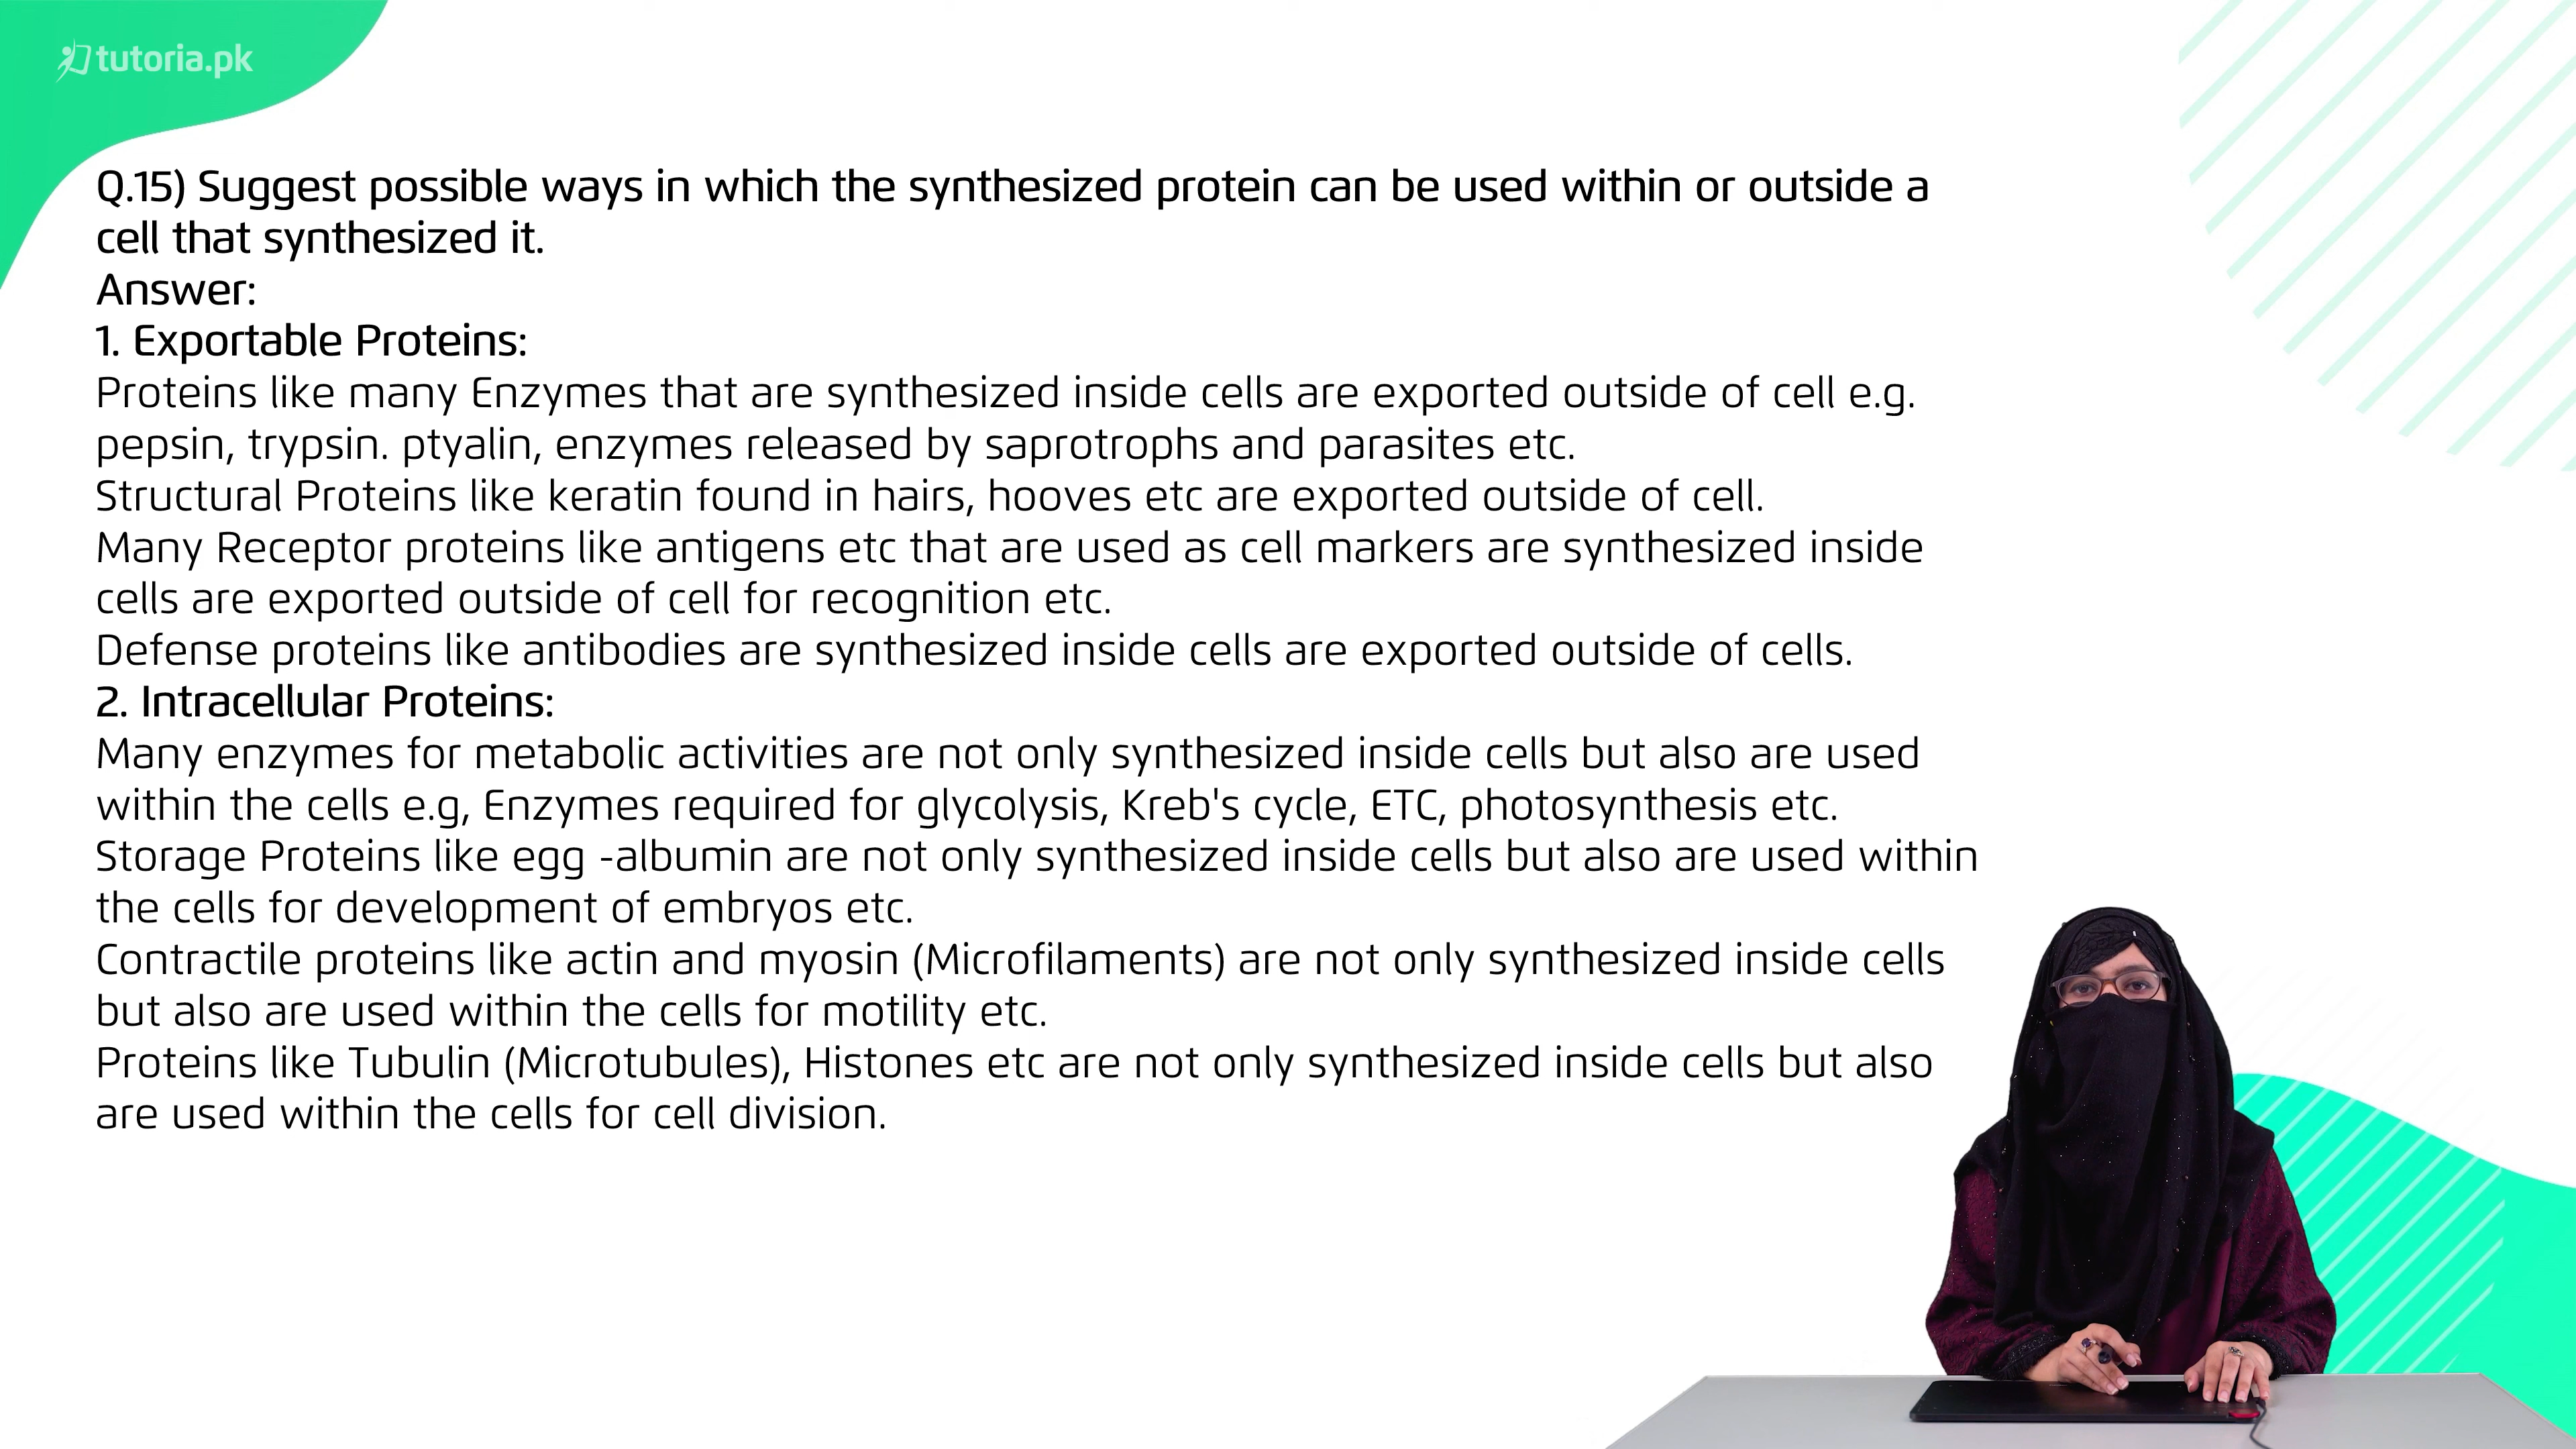 tutoria.pk
Q.15) Suggest possible ways in which the synthesized protein can be used within or outside a
cell that synthesized it.
Answer:
1. Exportable Proteins:
Proteins like many Enzymes that are synthesized inside cells are exported outside of cell e.g.
pepsin, trypsin. ptyalin, enzymes released by saprotrophs and parasites etc.
Structural Proteins like keratin found in hairs, hooves etc are exported outside of cell.
Many Receptor proteins like antigens etc that are used as cell markers are synthesized inside
cells are exported outside of cell for recognition etc.
Defense proteins like antibodies are synthesized inside cells are exported outside of cells.
2. Intracellular Proteins:
Many enzymes for metabolic activities are not only synthesized inside cells but also are used
within the cells e.g, Enzymes required for glycolysis, Kreb's cycle, ETC, photosynthesis etc.
Storage Proteins like egg -albumin are not only synthesized inside cells but also are used within
the cells for development of embryos etc.
Contractile proteins like actin and myosin (Microfilaments) are not only synthesized inside cells
but also are used within the cells for motility etc.
Proteins like Tubulin (Microtubules), Histones etc are not only synthesized inside cells but also
are used within the cells for cell division.